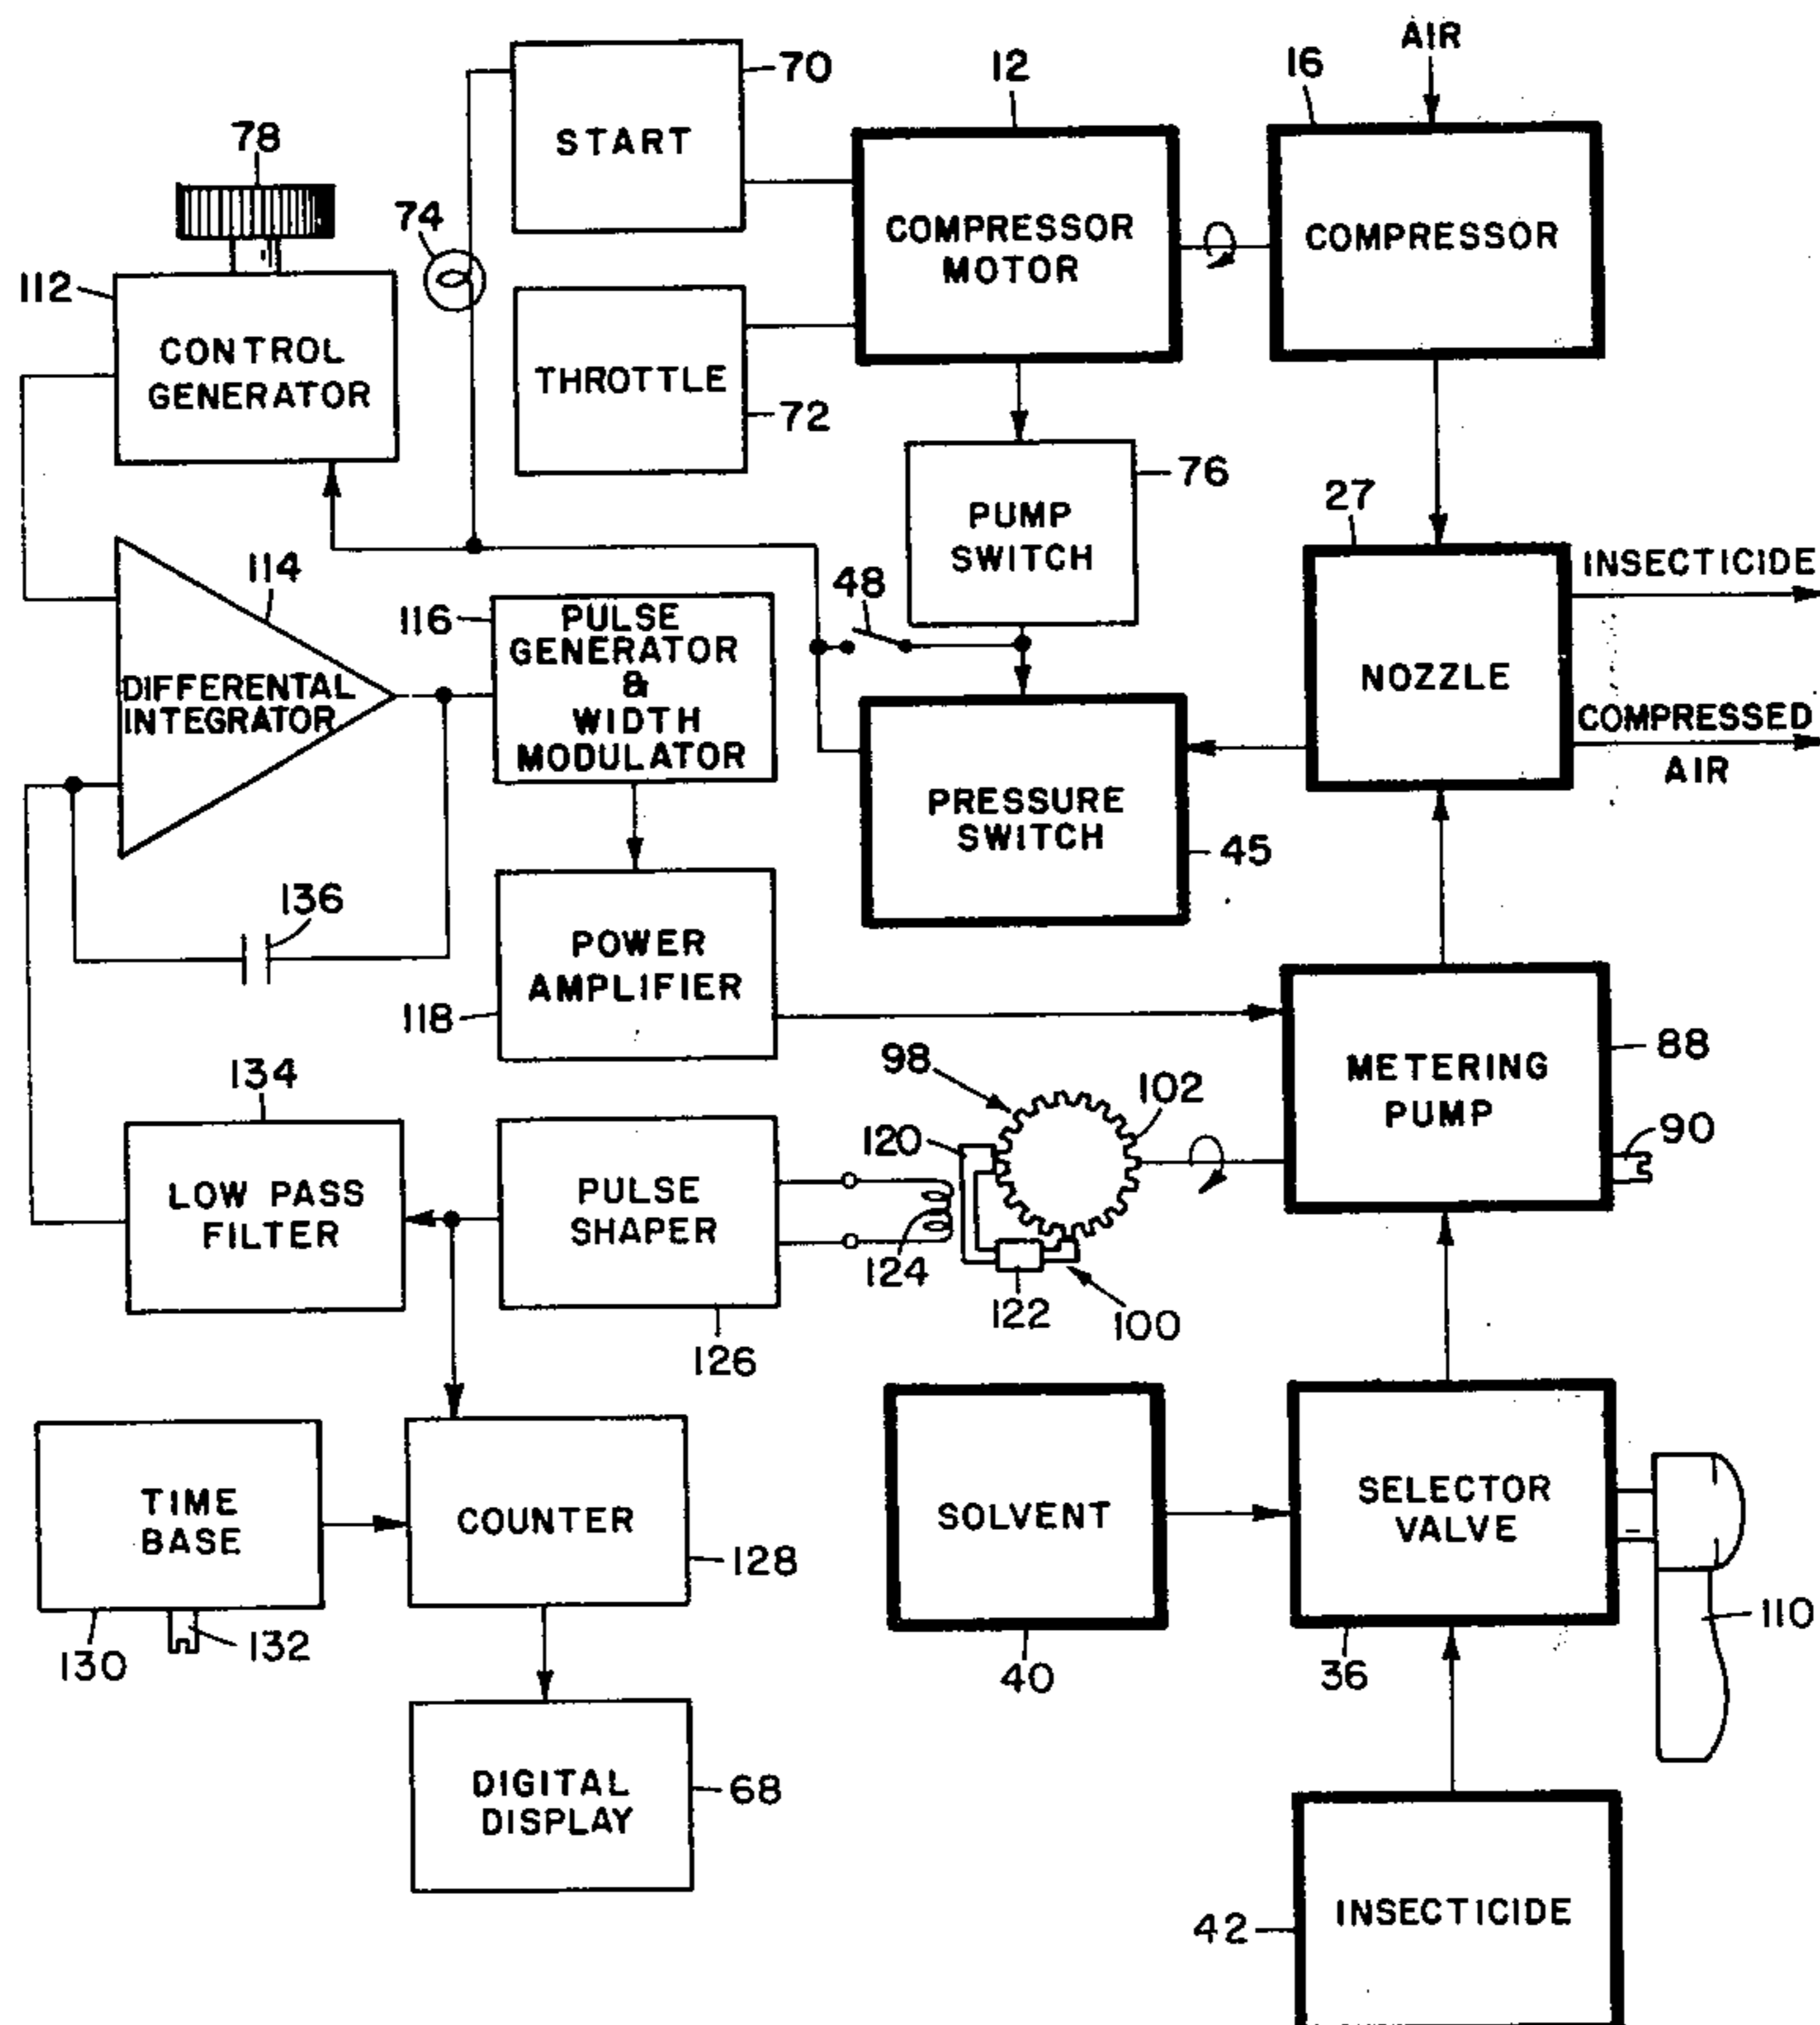 AIR
70
12
16
START
78
74
COMPRESSOR
MOTOR
COMPRESSOR
112
CONTROL
GENERATOR
THROTTLE
72
76
27
PUMP
SWITCH
INSECTICIDE
114
48
116
PULSE
GENERATOR
&
WIDTH
MODULATOR
NOZZLE
DIFFERENTAL
INTEGRATOR
COMPRESSED
AIR
PRESSURE
SWITCH
45
136
POWER
AMPLIFIER
118
88
98
102
METERING
PUMP
134
120
90
LOW PASS
FILTER
PULSE
SHAPER
124
122
100
126
TIME
BASE
COUNTER
128
SOLVENT
SELECTOR
VALVE
110
130
132
40
36
DIGITAL
DISPLAY
68
42
INSECTICIDE